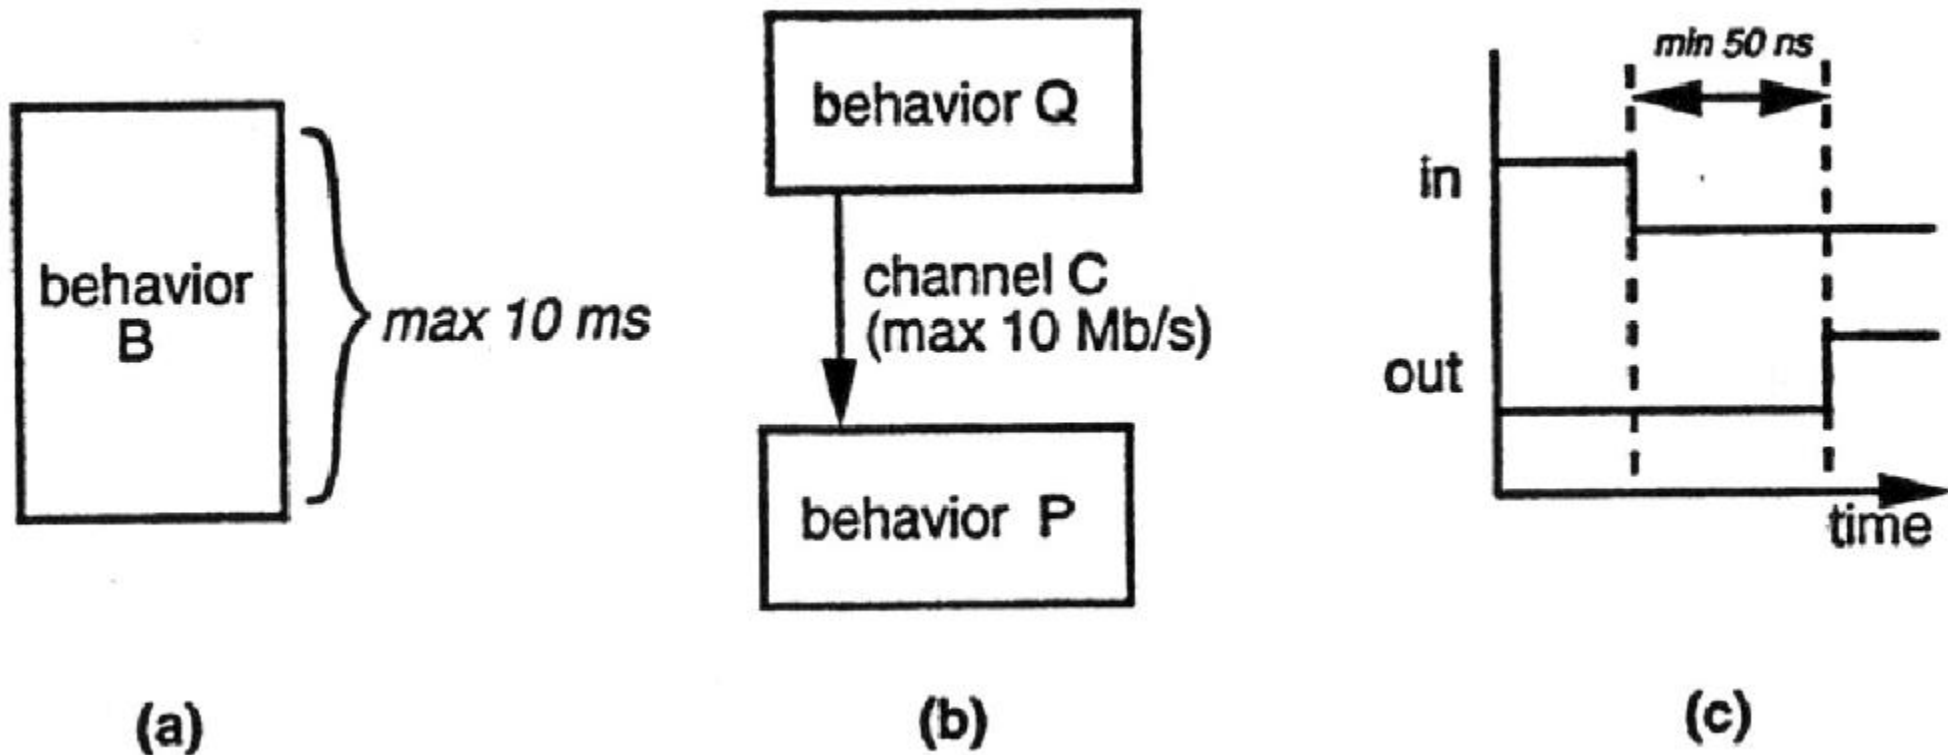 behavior
B
max 10 ms
(a)
behavior Q
channel C
(max 10 Mb/s)
behavior P
(b)
min 50 ns
in
out
time
(c)